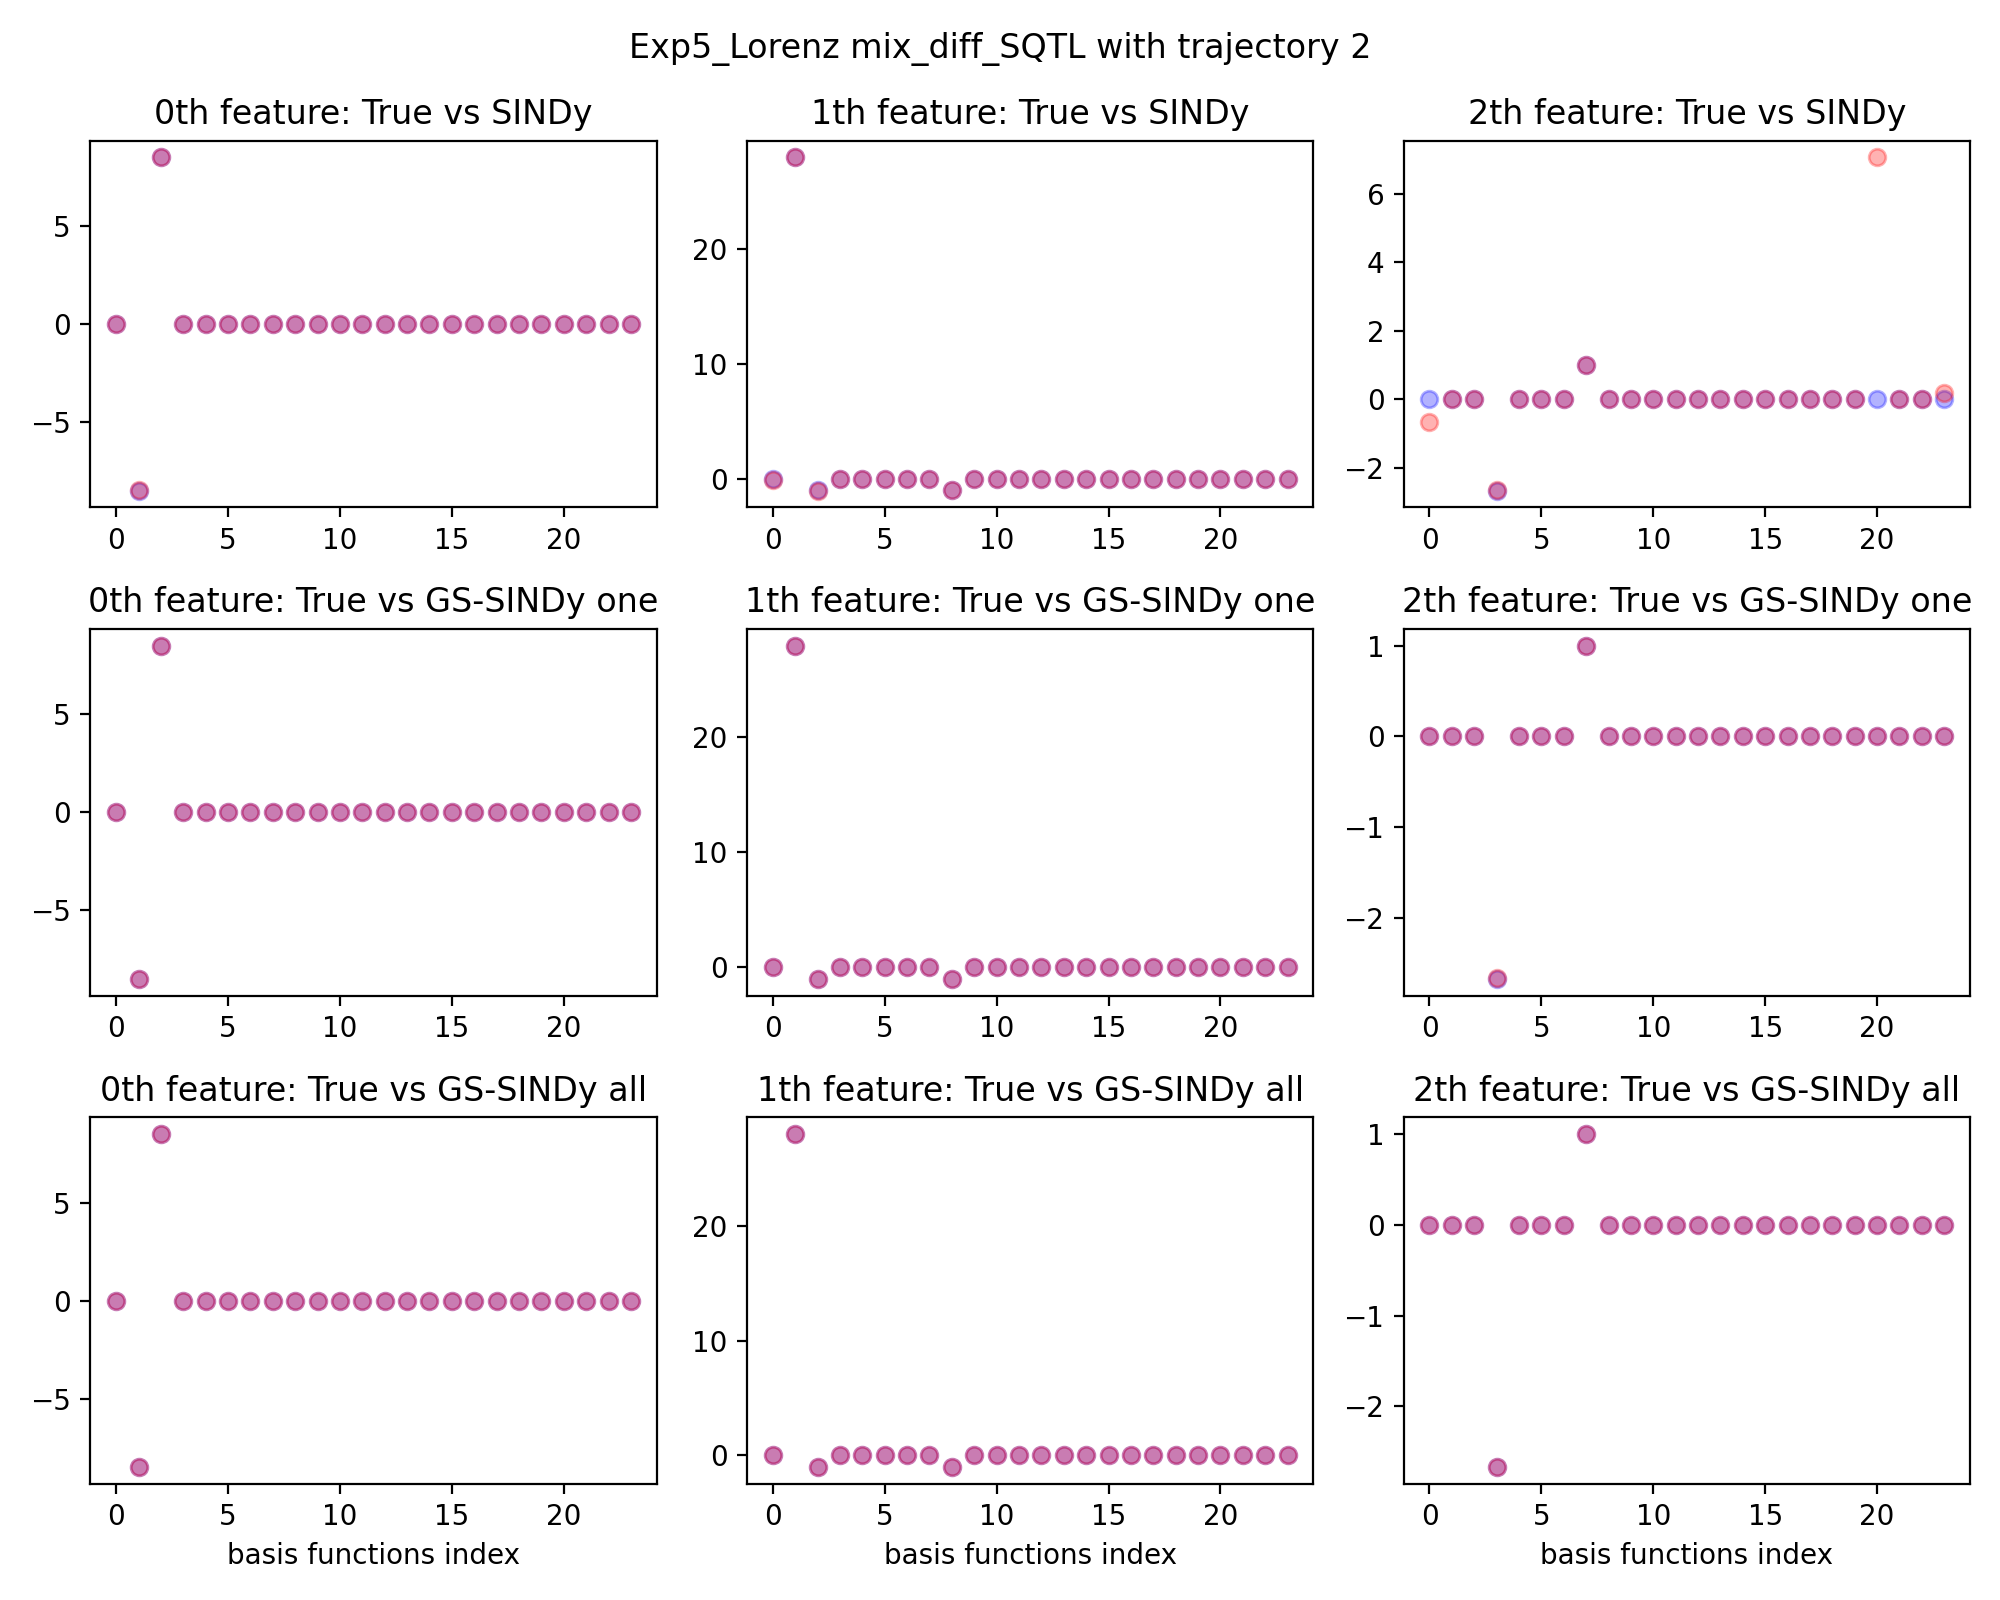 Exp5_Lorenz mix_diff_SQTL with trajectory 2
0th feature: True vs SINDy
1th feature: True vs SINDy
2th feature: True vs SINDy
5
0
−5
0 5 10 15 20
20
10
0
0 5 10 15 20
6
4
2
0
−2
0 5 10 15 20
0th feature: True vs GS-SINDy one
1th feature: True vs GS-SINDy one
2th feature: True vs GS-SINDy one
5
0
−5
0 5 10 15 20
20
10
0
0 5 10 15 20
1
0
−1
−2
0 5 10 15 20
0th feature: True vs GS-SINDy all
1th feature: True vs GS-SINDy all
2th feature: True vs GS-SINDy all
5
0
−5
0 5 10 15 20
basis functions index
20
10
0
0 5 10 15 20
basis functions index
1
0
−1
−2
0 5 10 15 20
basis functions index